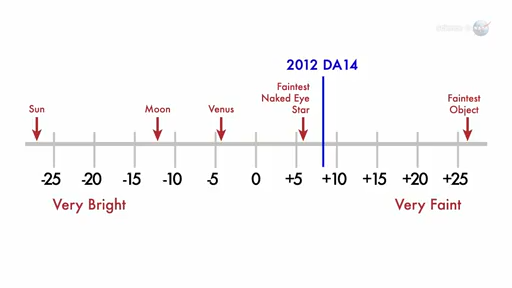 2012 DA14
Faintest
Naked Eye
Star
Faintest
Object
Sun
Moon
Venus
-25 -20 -15 -10 -5 0 +5 +10 +15 +20 +25
Very Bright
Very Faint